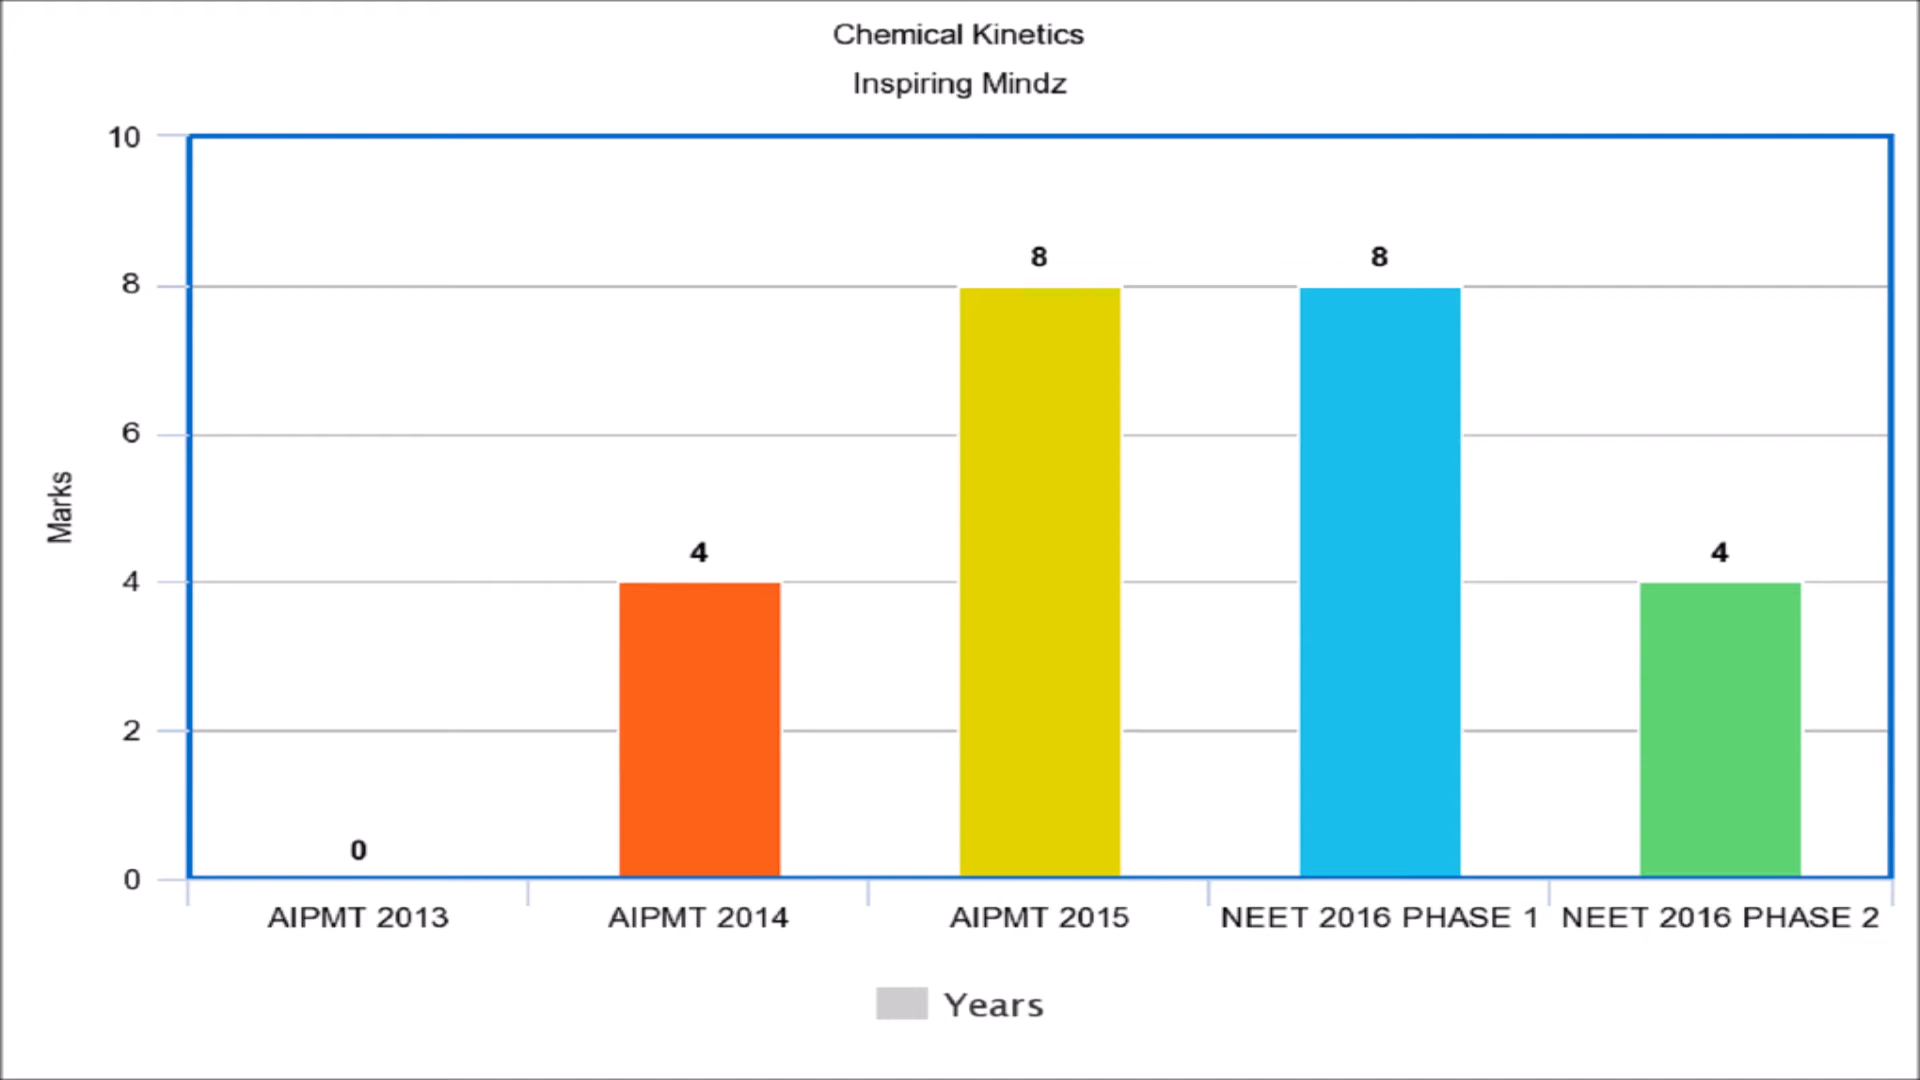 Chemical Kinetics
Inspiring Mindz
10
8
6
4
2
0
Marks
0
4
8
8
4
AIPMT 2013
AIPMT 2014
AIPMT 2015
NEET 2016 PHASE 1
NEET 2016 PHASE 2
Years